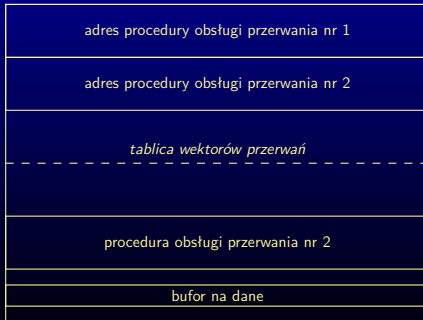 adres procedury obsługi przerwania nr 1
adres procedury obsługi przerwania nr 2
tablica wektorów przerwań
procedura obsługi przerwania nr 2
bufor na dane